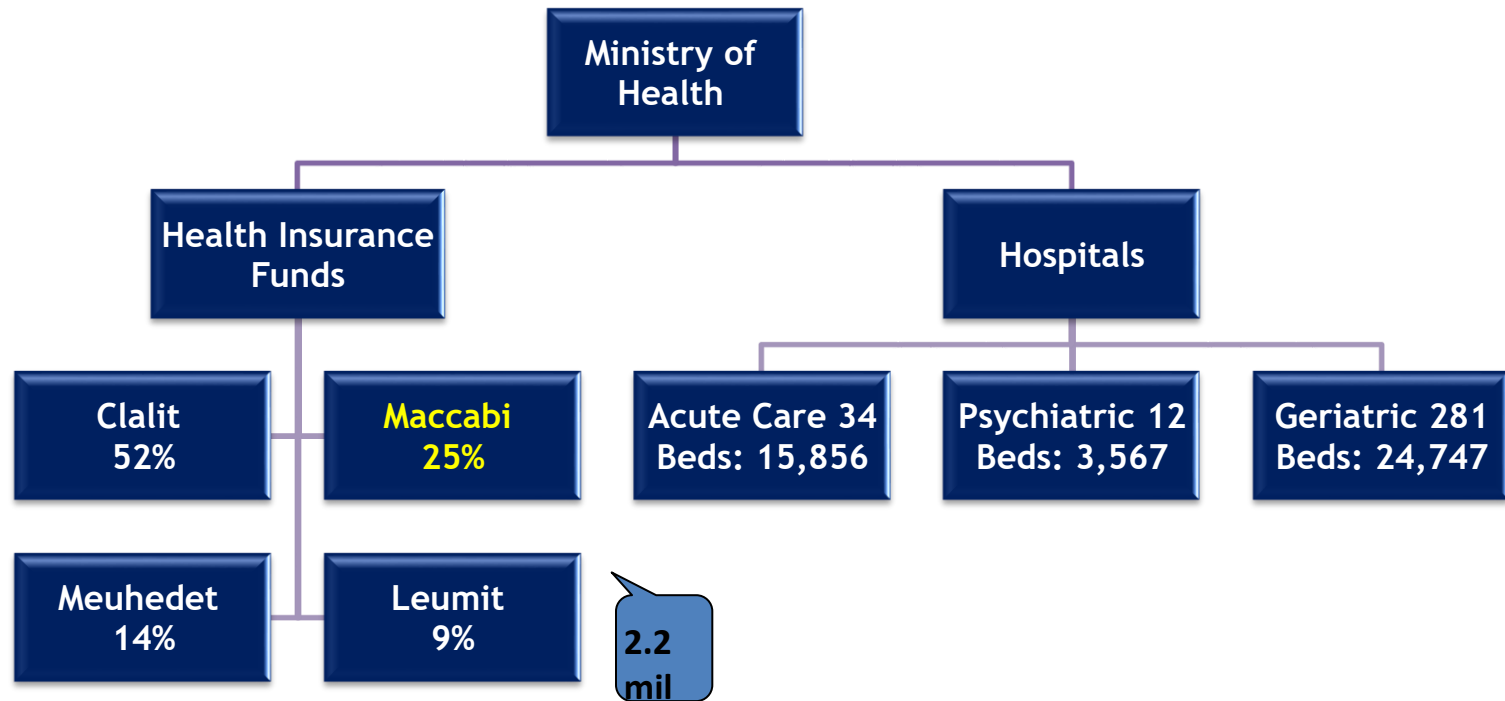 Ministry of
Health
Health Insurance
Funds
Hospitals
Clalit
52%
Maccabi
25%
Acute Care 34
Beds: 15,856
Psychiatric 12
Beds: 3,567
Geriatric 281
Beds: 24,747
Meuhedet
14%
Leumit
9%
2.2
mil